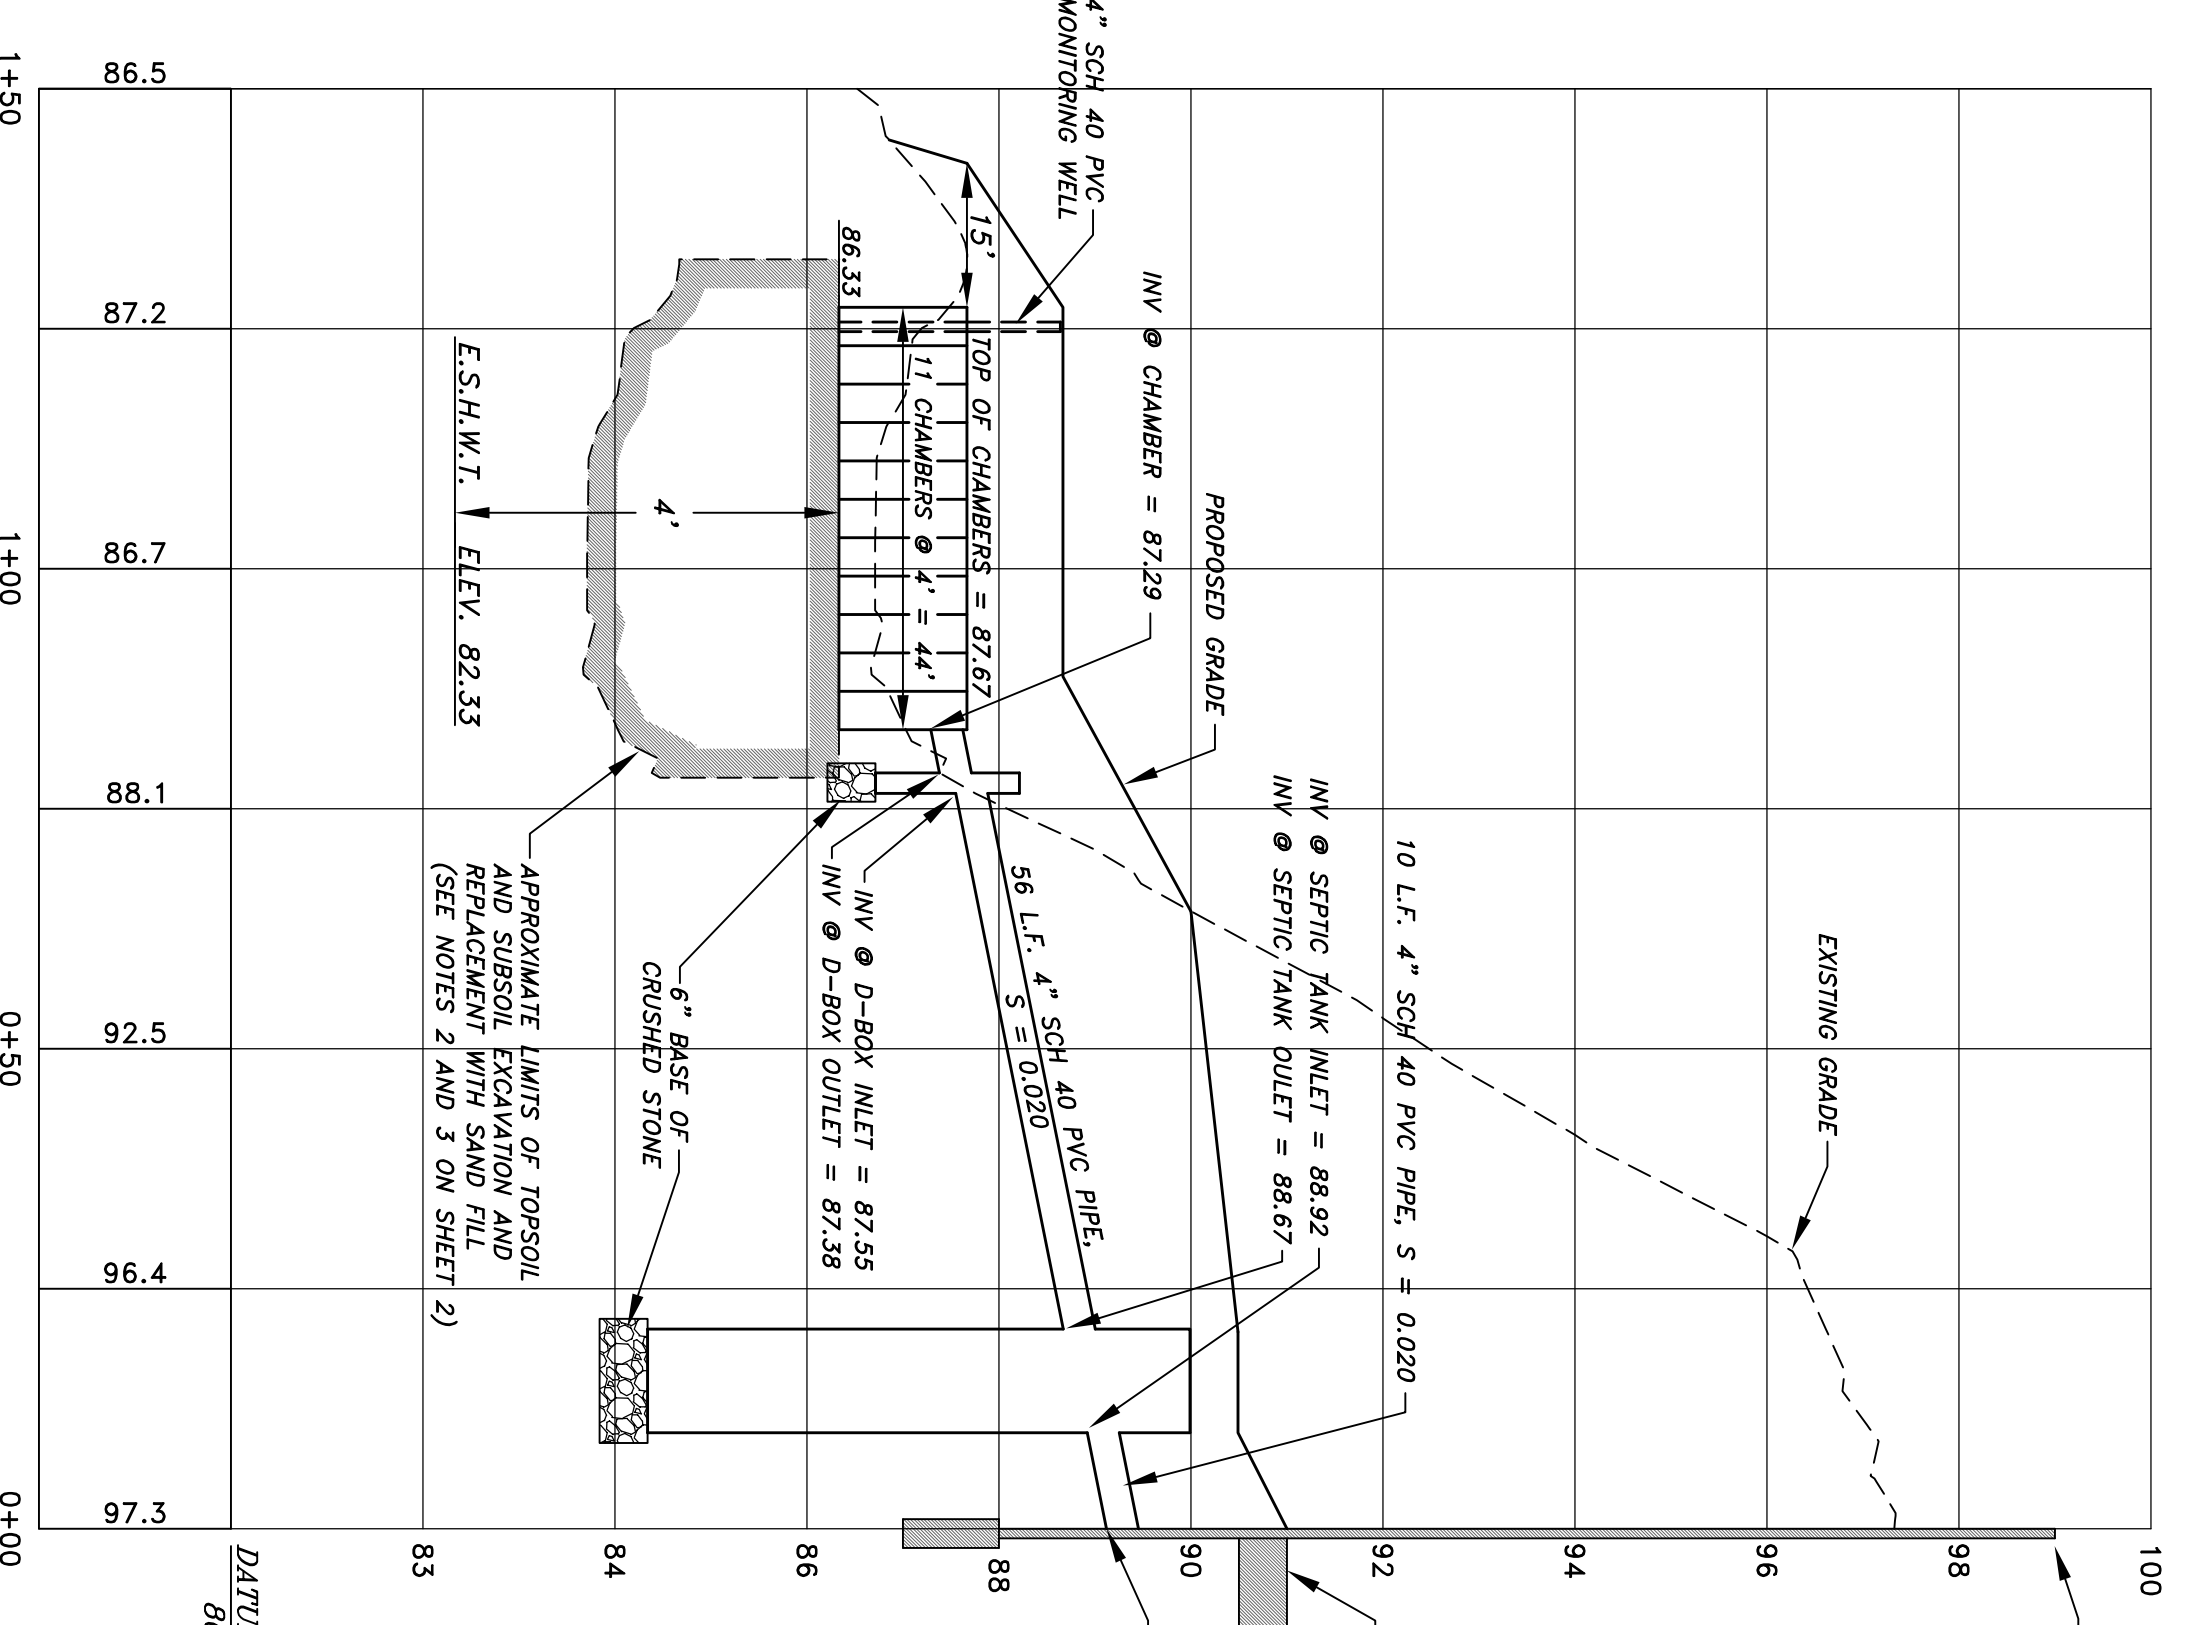 4" SCH 40 PVC
MONITORING WELL
INV @ CHAMBER = 87.29
PROPOSED GRADE
INV @ SEPTIC TANK INLET = 88.92
INV @ SEPTIC TANK OULET = 88.67
10 L.F. 4" SCH 40 PVC PIPE, S = 0.020
EXISTING GRADE
15'
86.33
TOP OF CHAMBERS = 87.67
11 CHAMBERS @ 4' = 44'
4'
E.S.H.W.T. ELEV. 82.33
56 L.F. 4" SCH 40 PVC PIPE,
S = 0.020
INV @ D-BOX INLET = 87.55
INV @ D-BOX OUTLET = 87.38
6" BASE OF
CRUSHED STONE
APPROXIMATE LIMITS OF TOPSOIL
AND SUBSOIL EXCAVATION AND
REPLACEMENT WITH SAND FILL
(SEE NOTES 2 AND 3 ON SHEET 2)
100
98
96
94
92
90
88
86
84
83
86.5
87.2
86.7
88.1
92.5
96.4
97.3
1+50
1+00
0+50
0+00